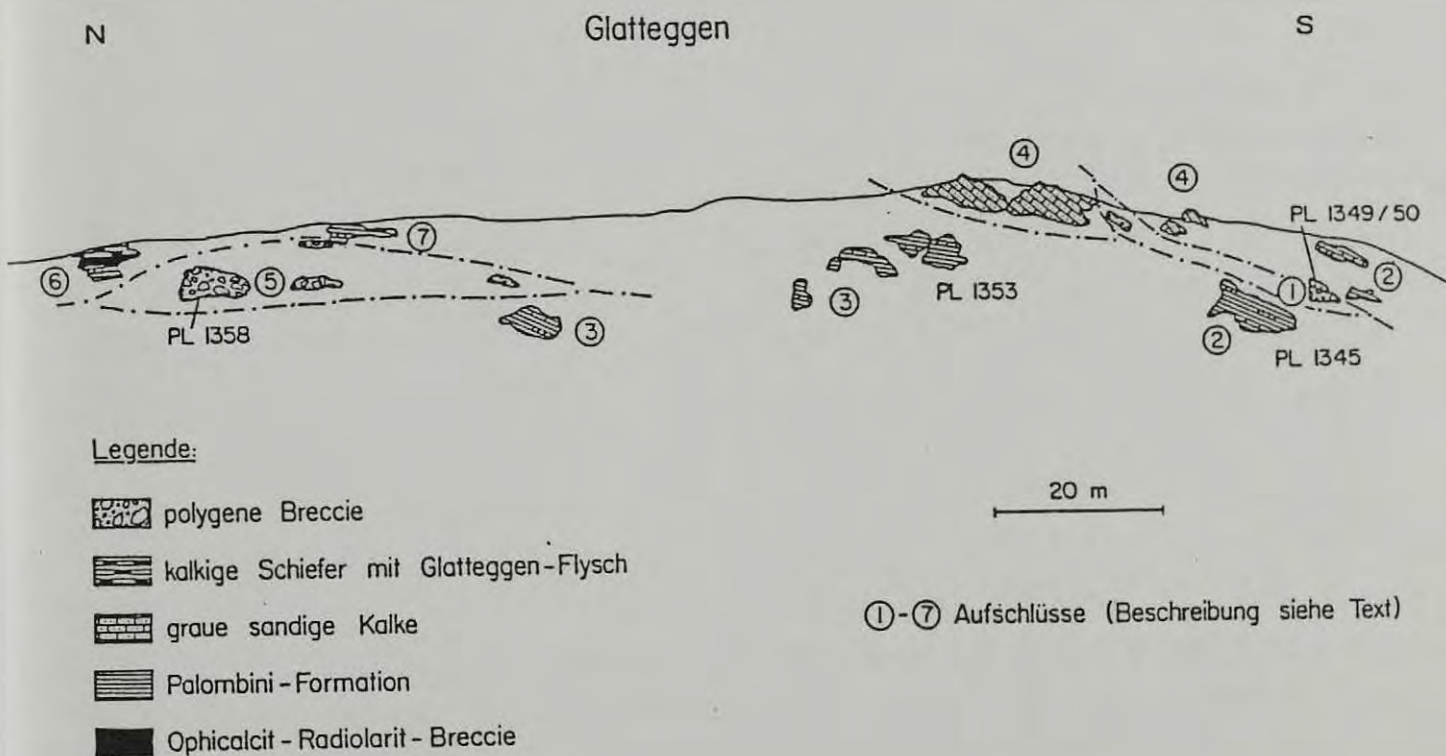 N Glatteggen S
④
④
PL 1349/50
⑦
②
⑥ ⑤ ①
③ PL 1353
PL 1358 ③ ② PL 1345
Legende:
polygene Breccie
20 m
kalkige Schiefer mit Glatteggen-Flysch
graue sandige Kalke
①-⑦ Aufschlüsse (Beschreibung siehe Text)
Palombini-Formation
Ophicalcit-Radiolarit-Breccie